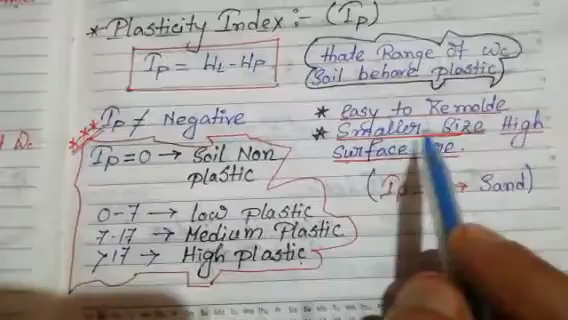 * Plasticity Index :- (Ip)
Ip = WL - WP
thate Range of Wc
Soil behave plastic
Ip ≠ Negative
* easy to Remolde
* Smaller Size High
Surface
Ip = 0 → Soil Non
plastic
(Ip = → Sand)
0 - 7 → low plastic
7 - 17 → Medium Plastic
>17 → High plastic